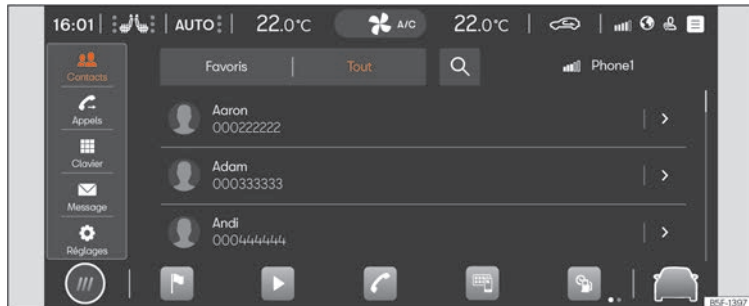 16:01 AUTO 22.0°C A/C 22.0°C
Contacts
Appels
Clavier
Message
Réglages
Favoris Tout Phone1
Aaron
000222222
Adam
000333333
Andi
000444444
B5F-1397